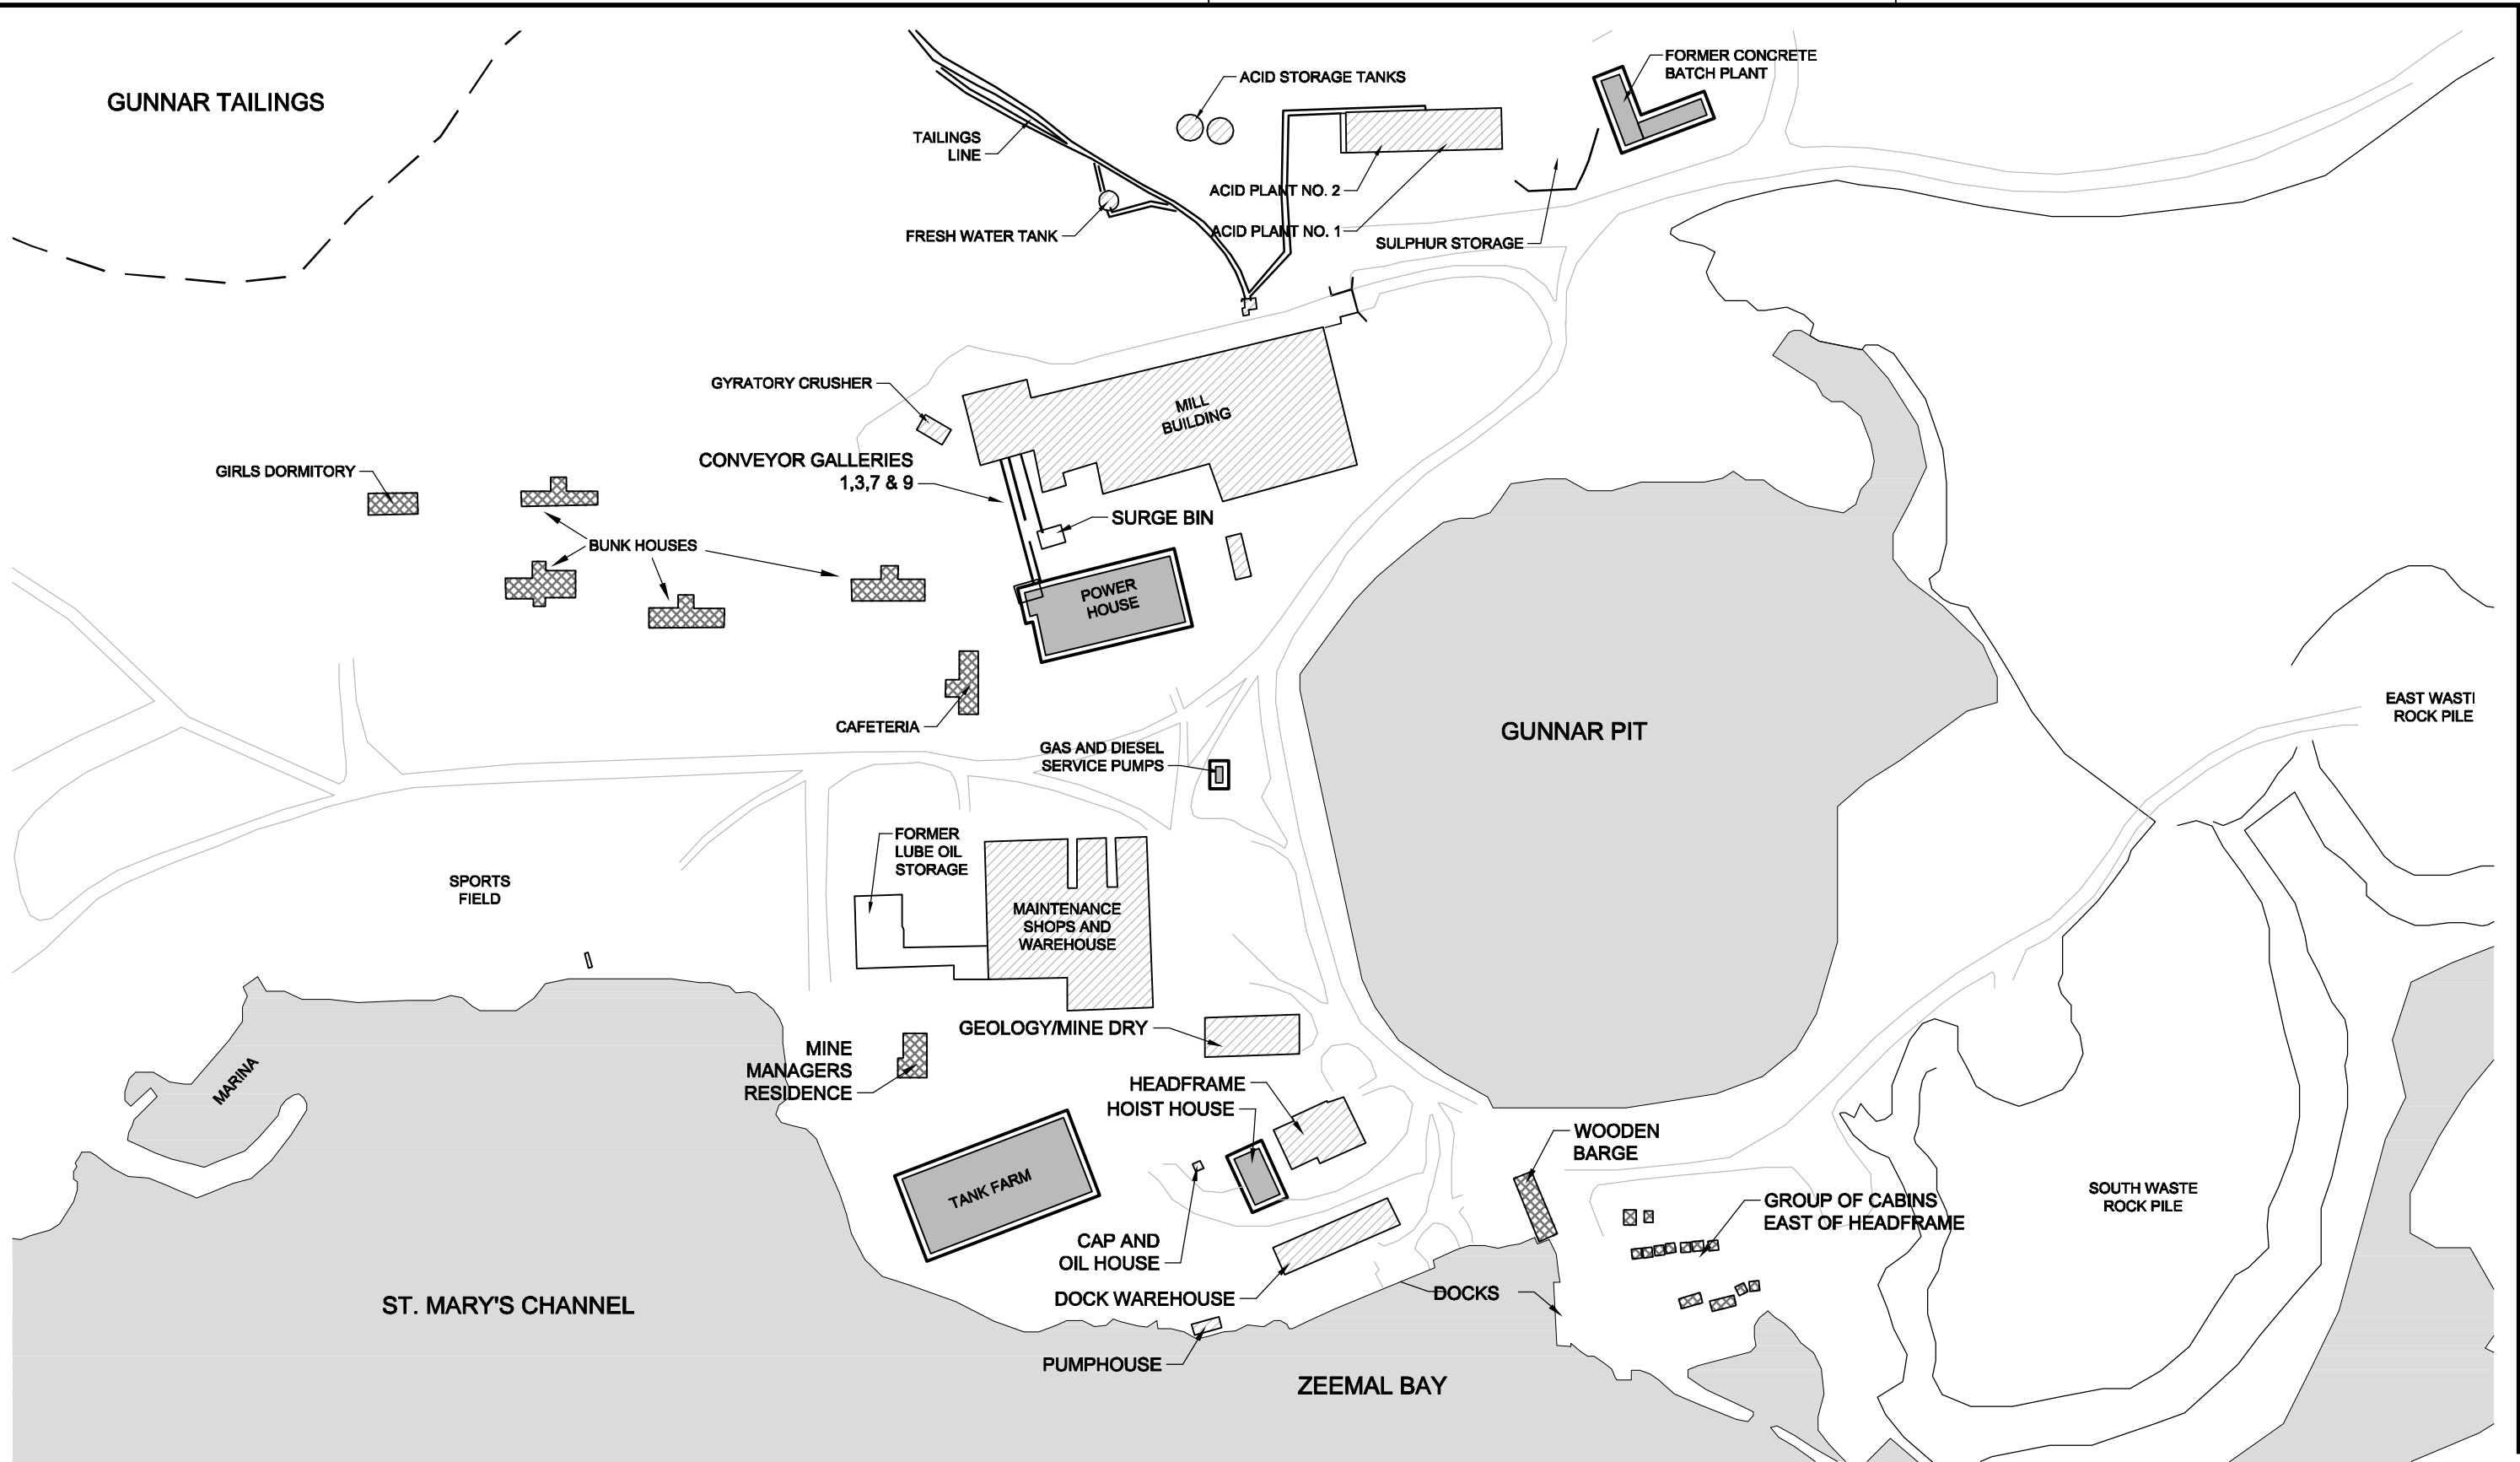 FORMER CONCRETE
BATCH PLANT
ACID STORAGE TANKS
GUNNAR TAILINGS
TAILINGS
LINE
ACID PLANT NO. 2
ACID PLANT NO. 1
FRESH WATER TANK
SULPHUR STORAGE
GYRATORY CRUSHER
MILL
BUILDING
CONVEYOR GALLERIES
1,3,7 & 9
GIRLS DORMITORY
SURGE BIN
BUNK HOUSES
POWER
HOUSE
CAFETERIA
GUNNAR PIT
EAST WAST
ROCK PILE
GAS AND DIESEL
SERVICE PUMPS
FORMER
LUBE OIL
STORAGE
SPORTS
FIELD
MAINTENANCE
SHOPS AND
WAREHOUSE
GEOLOGY/MINE DRY
MINE
MANAGERS
RESIDENCE
MARINA
HEADFRAME
HOIST HOUSE
WOODEN
BARGE
TANK FARM
GROUP OF CABINS
EAST OF HEADFRAME
SOUTH WASTE
ROCK PILE
CAP AND
OIL HOUSE
DOCK WAREHOUSE
DOCKS
ST. MARY'S CHANNEL
PUMPHOUSE
ZEEMAL BAY